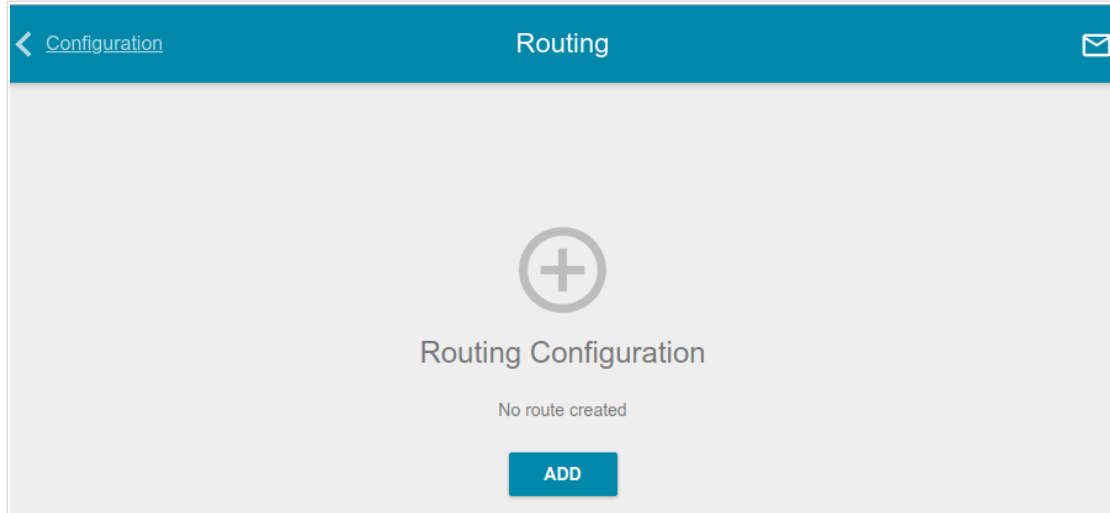 Configuration
Routing
Routing Configuration
No route created
ADD